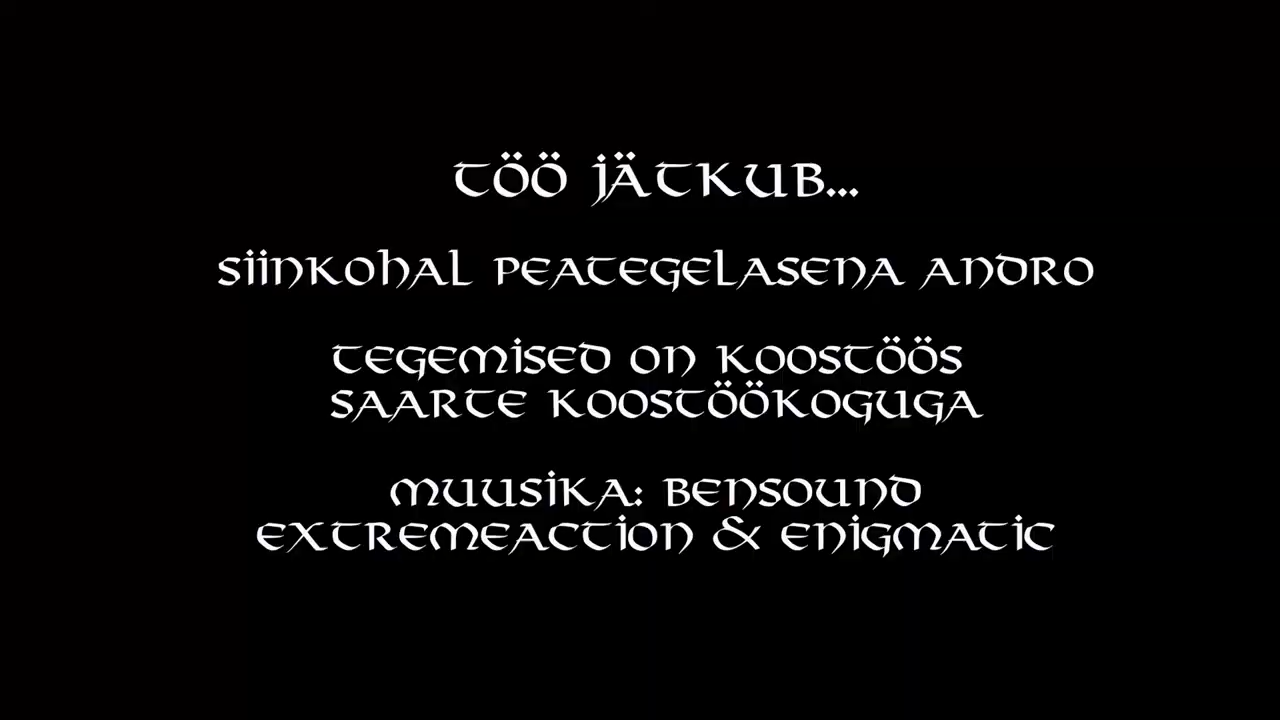 TÖÖ JÄTKUB...
SIINKOHAL PEATEGELASENA ANDRO
TEGEMISED ON KOOSTÖÖS
SAARTE KOOSTÖÖKOGUGA
MUUSIKA: BENSOUND
EXTREMEACTION & ENIGMATIC